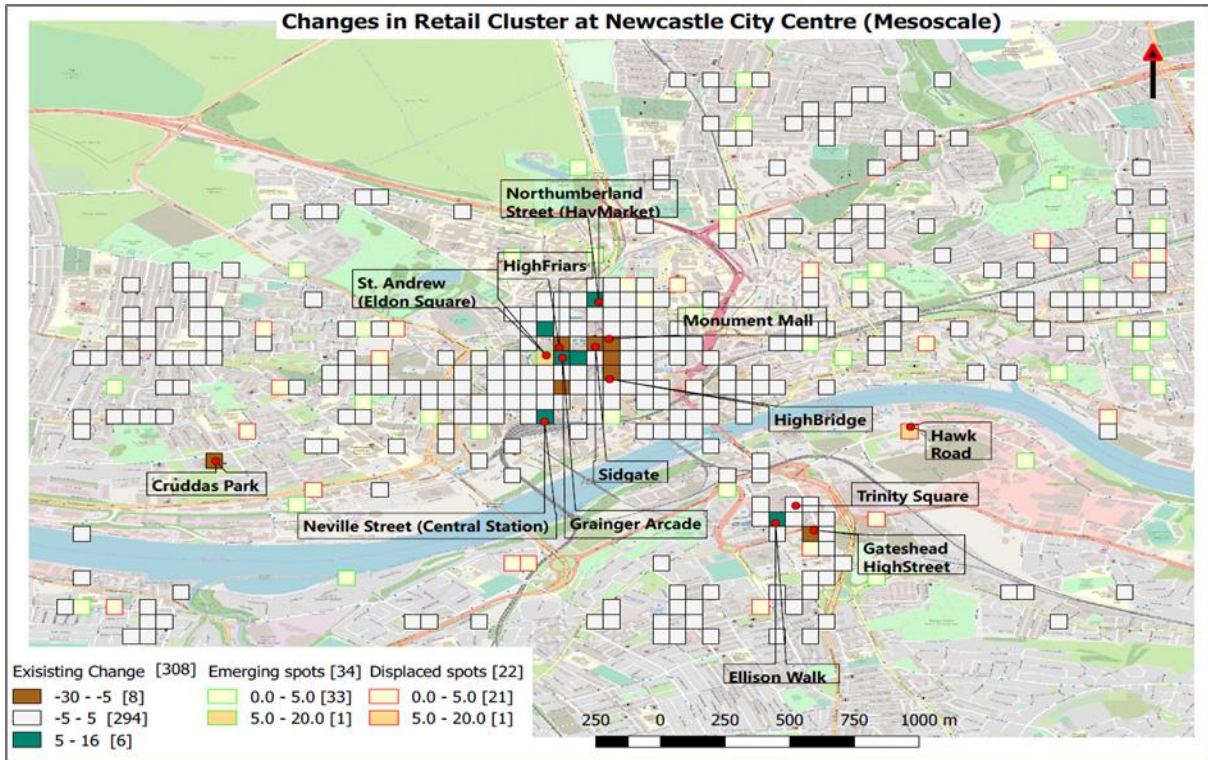 Changes in Retail Cluster at Newcastle City Centre (Mesoscale)
Northumberland
Street (HayMarket)
HighFriars
St. Andrew
(Eldon Square)
Monument Mall
HighBridge
Hawk
Road
Sidgate
Cruddas Park
Trinity Square
Neville Street (Central Station)
Grainger Arcade
Gateshead
HighStreet
Ellison Walk
Exisisting Change [308]
-30 - -5 [8]
-5 - 5 [294]
5 - 16 [6]
Emerging spots [34]
0.0 - 5.0 [33]
5.0 - 20.0 [1]
Displaced spots [22]
0.0 - 5.0 [21]
5.0 - 20.0 [1]
250 0 250 500 750 1000 m